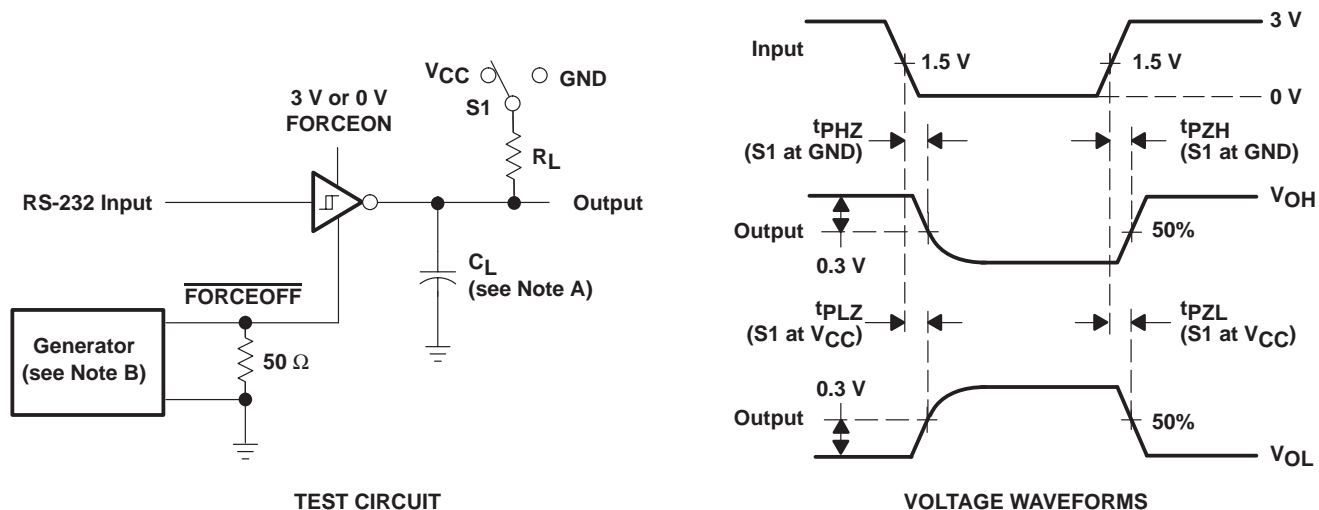 3 V or 0 V
FORCEON
VCC
GND
S1
RL
RS-232 Input
Output
CL
(see Note A)
FORCEOFF
Generator
(see Note B)
50 Ω
TEST CIRCUIT
Input
3 V
1.5 V
1.5 V
0 V
tPHZ
(S1 at GND)
tPZH
(S1 at GND)
VOH
Output
50%
0.3 V
tPLZ
(S1 at VCC)
tPZL
(S1 at VCC)
0.3 V
Output
50%
VOL
VOLTAGE WAVEFORMS